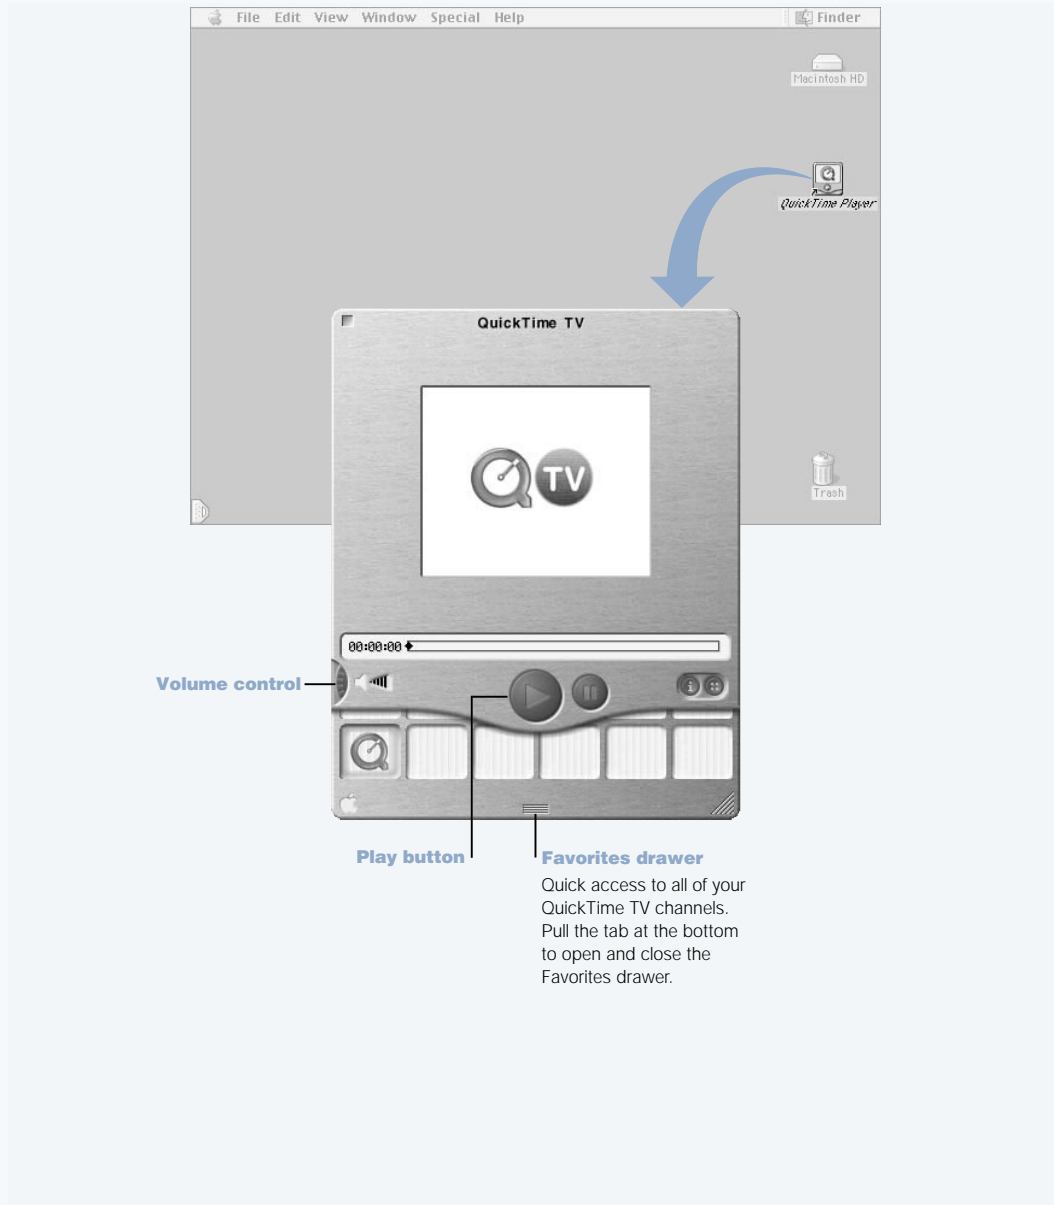 File Edit View Window Special Help
Finder
Macintosh HD
QuickTime Player
QuickTime TV
TV
Trash
00:00:00
Volume control
Play button
Favorites drawer
Quick access to all of your
QuickTime TV channels.
Pull the tab at the bottom
to open and close the
Favorites drawer.